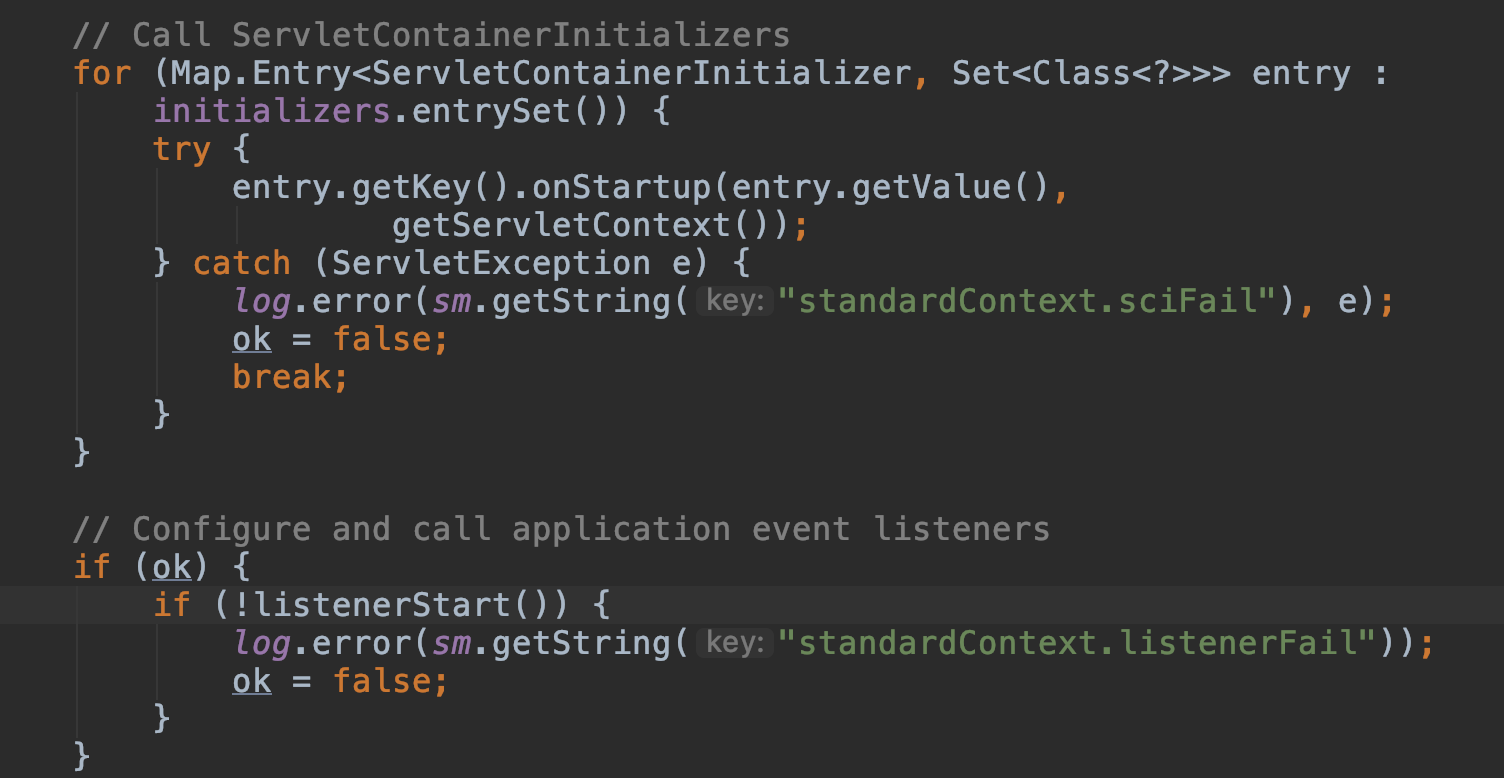 // Call ServletContainerInitializers
for (Map.Entry<ServletContainerInitializer, Set<Class<?>>> entry :
    initializers.entrySet()) {
    try {
        entry.getKey().onStartup(entry.getValue(),
                getServletContext());
    } catch (ServletException e) {
        log.error(sm.getString( key: "standardContext.sciFail"), e);
        ok = false;
        break;
    }
}

// Configure and call application event listeners
if (ok) {
    if (!listenerStart()) {
        log.error(sm.getString( key: "standardContext.listenerFail"));
        ok = false;
    }
}